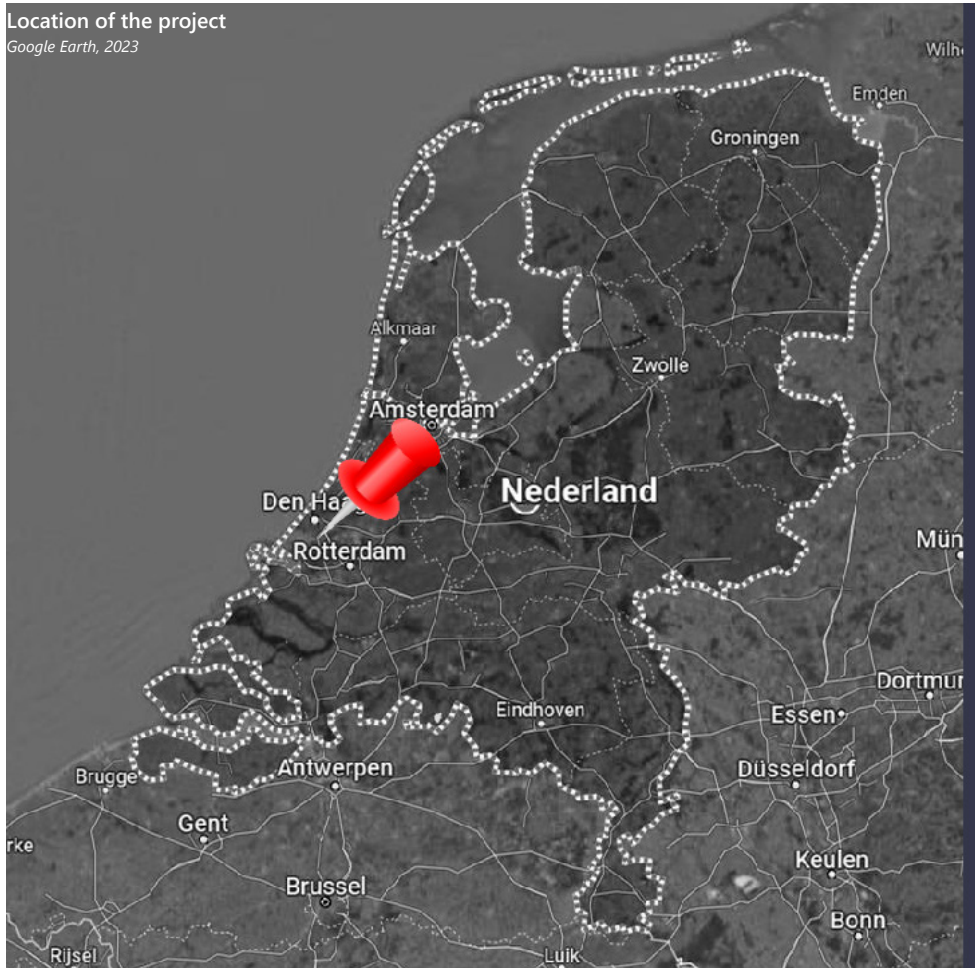 Location of the project
Google Earth, 2023
Wilh
Emden
Groningen
Alkmaar
Zwolle
Amsterdam
Nederland
Den Haag
Rotterdam
Mün
Dortmur
Eindhoven
Essen
Antwerpen
Düsseldorf
Brugge
Gent
rke
Keulen
Brussel
Bonn
Rijsel
Luik